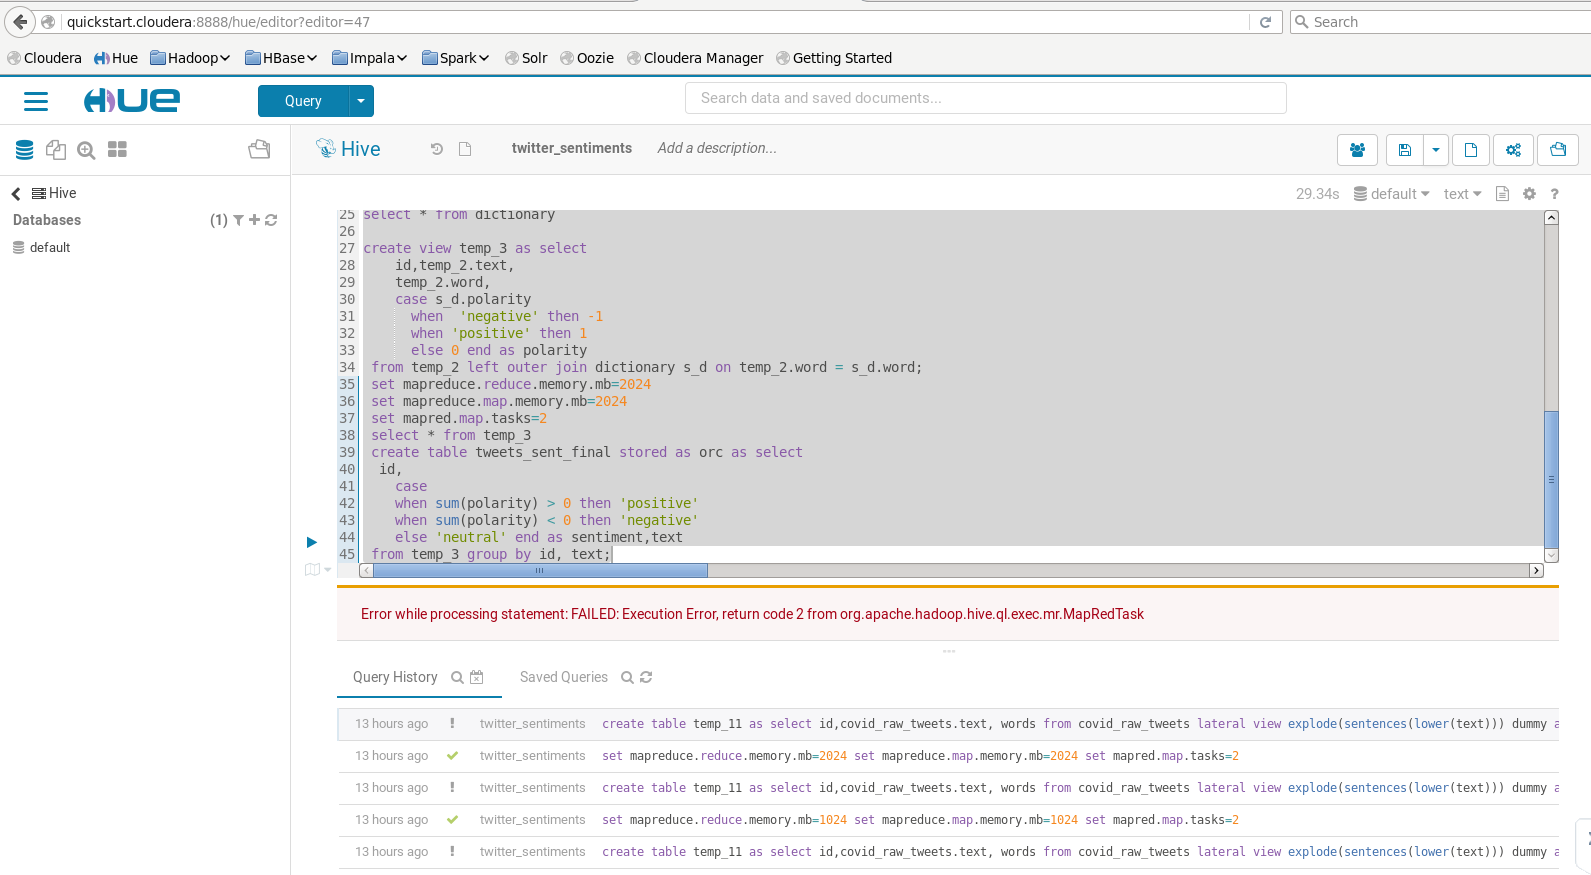 quickstart.cloudera:8888/hue/editor?editor=47
Search
Cloudera Hue Hadoop HBase Impala Spark Solr Oozie Cloudera Manager Getting Started
HUE Query Search data and saved documents...
Hive twitter_sentiments Add a description...
Hive
29.34s default text ?
Databases (1)
default
25 select * from dictionary
26
27 create view temp_3 as select
28 id,temp_2.text,
29 temp_2.word,
30 case s_d.polarity
31 when  'negative' then -1
32 when 'positive' then 1
33 else 0 end as polarity
34 from temp_2 left outer join dictionary s_d on temp_2.word = s_d.word;
35 set mapreduce.reduce.memory.mb=2024
36 set mapreduce.map.memory.mb=2024
37 set mapred.map.tasks=2
38 select * from temp_3
39 create table tweets_sent_final stored as orc as select
40 id,
41 case
42 when sum(polarity) > 0 then 'positive'
43 when sum(polarity) < 0 then 'negative'
44 else 'neutral' end as sentiment,text
45 from temp_3 group by id, text;
Error while processing statement: FAILED: Execution Error, return code 2 from org.apache.hadoop.hive.ql.exec.mr.MapRedTask
Query History Saved Queries
13 hours ago ! twitter_sentiments create table temp_11 as select id,covid_raw_tweets.text, words from covid_raw_tweets lateral view explode(sentences(lower(text))) dummy a
13 hours ago twitter_sentiments set mapreduce.reduce.memory.mb=2024 set mapreduce.map.memory.mb=2024 set mapred.map.tasks=2
13 hours ago ! twitter_sentiments create table temp_11 as select id,covid_raw_tweets.text, words from covid_raw_tweets lateral view explode(sentences(lower(text))) dummy a
13 hours ago twitter_sentiments set mapreduce.reduce.memory.mb=1024 set mapreduce.map.memory.mb=1024 set mapred.map.tasks=2
13 hours ago ! twitter_sentiments create table temp_11 as select id,covid_raw_tweets.text, words from covid_raw_tweets lateral view explode(sentences(lower(text))) dummy a